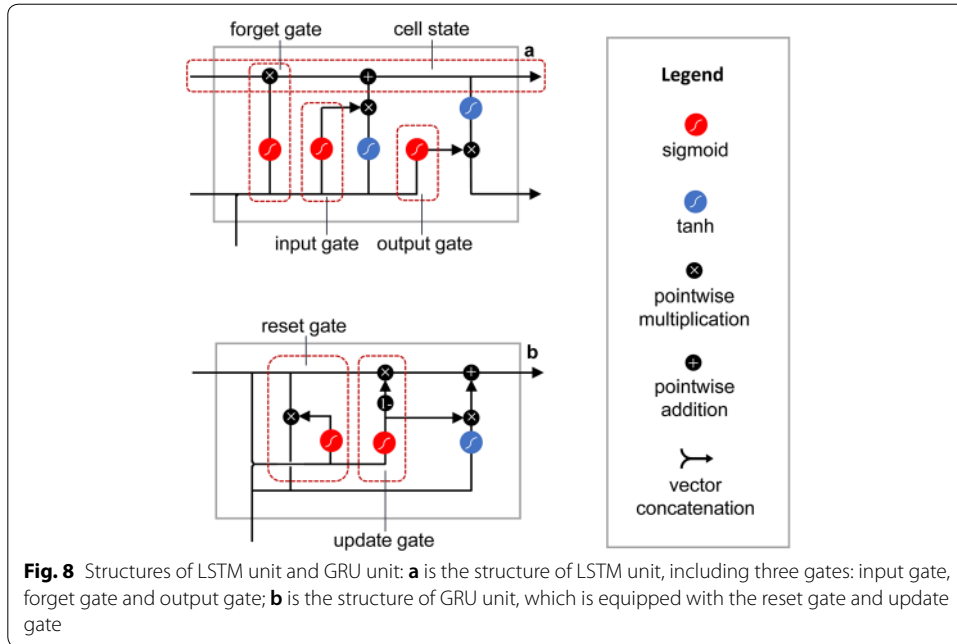 forget gate
cell state
a
input gate
output gate
reset gate
b
update gate
Legend
sigmoid
tanh
pointwise
multiplication
pointwise
addition
vector
concatenation
Fig. 8 Structures of LSTM unit and GRU unit: a is the structure of LSTM unit, including three gates: input gate,
forget gate and output gate; b is the structure of GRU unit, which is equipped with the reset gate and update
gate